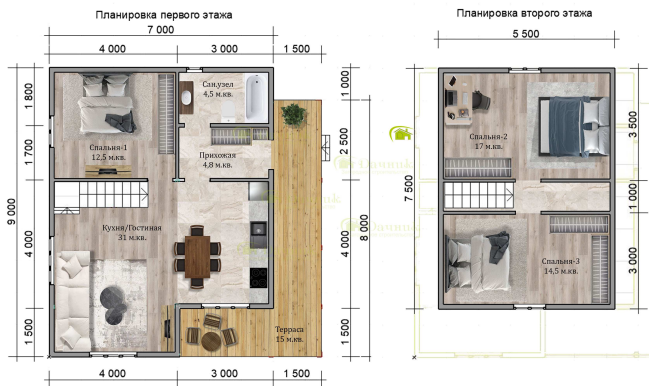 Планировка первого этажа
7 000
4 000
3 000
1 500
Планировка второго этажа
5 500
1 800
1 700
4 000
1 500
9 000
Сан.узел
4,5 м.кв.
Спальня-1
12,5 м.кв.
Прихожая
4,8 м.кв.
Кухня/Гостиная
31 м.кв.
Терраса
15 м.кв.
1 000
2 500
4 000
1 500
8 000
4 000
3 000
1 500
7 500
Спальня-2
17 м.кв.
Спальня-3
14,5 м.кв.
3 500
1 000
3 000
Дачник
Дачник